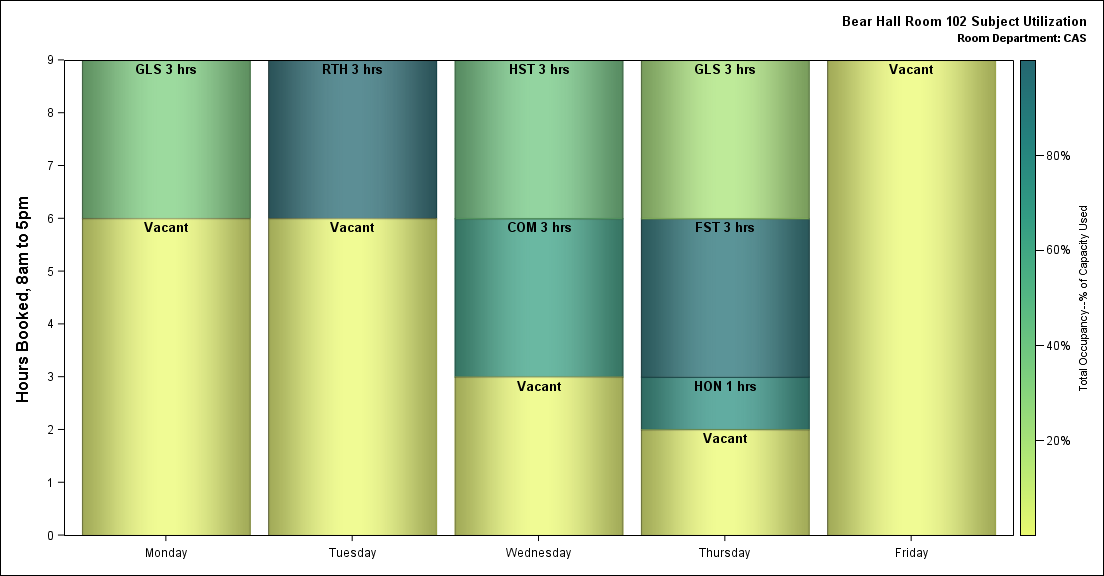 Bear Hall Room 102 Subject Utilization
Room Department: CAS
Hours Booked, 8am to 5pm
9
8
7
6
5
4
3
2
1
0
GLS 3 hrs
Vacant
RTH 3 hrs
Vacant
HST 3 hrs
COM 3 hrs
Vacant
GLS 3 hrs
FST 3 hrs
HON 1 hrs
Vacant
Vacant
Monday
Tuesday
Wednesday
Thursday
Friday
80%
60%
40%
20%
Total Occupancy--% of Capacity Used